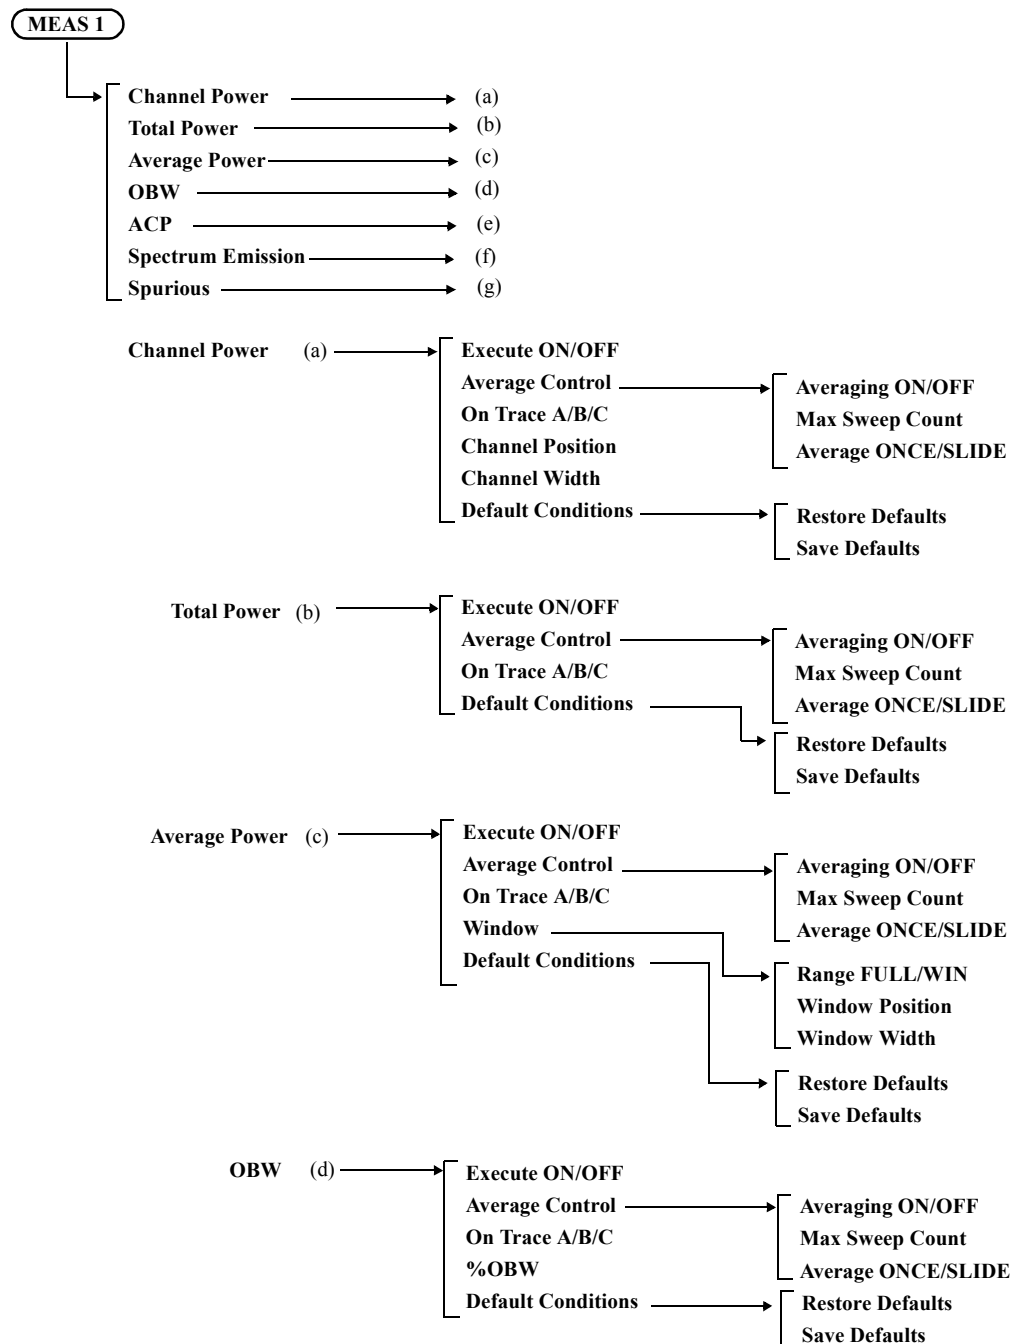 MEAS 1
Channel Power (a)
Total Power (b)
Average Power (c)
OBW (d)
ACP (e)
Spectrum Emission (f)
Spurious (g)
Channel Power (a)
Execute ON/OFF
Average Control
On Trace A/B/C
Channel Position
Channel Width
Default Conditions
Averaging ON/OFF
Max Sweep Count
Average ONCE/SLIDE
Restore Defaults
Save Defaults
Total Power (b)
Execute ON/OFF
Average Control
On Trace A/B/C
Default Conditions
Averaging ON/OFF
Max Sweep Count
Average ONCE/SLIDE
Restore Defaults
Save Defaults
Average Power (c)
Execute ON/OFF
Average Control
On Trace A/B/C
Window
Default Conditions
Averaging ON/OFF
Max Sweep Count
Average ONCE/SLIDE
Range FULL/WIN
Window Position
Window Width
Restore Defaults
Save Defaults
OBW (d)
Execute ON/OFF
Average Control
On Trace A/B/C
%OBW
Default Conditions
Averaging ON/OFF
Max Sweep Count
Average ONCE/SLIDE
Restore Defaults
Save Defaults